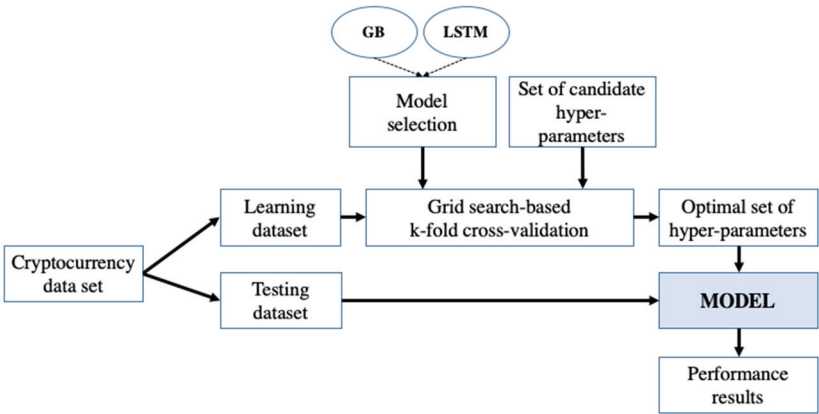 GB
LSTM
Model
selection
Set of candidate
hyper-
parameters
Learning
dataset
Grid search-based
k-fold cross-validation
Optimal set of
hyper-parameters
Cryptocurrency
data set
Testing
dataset
MODEL
Performance
results